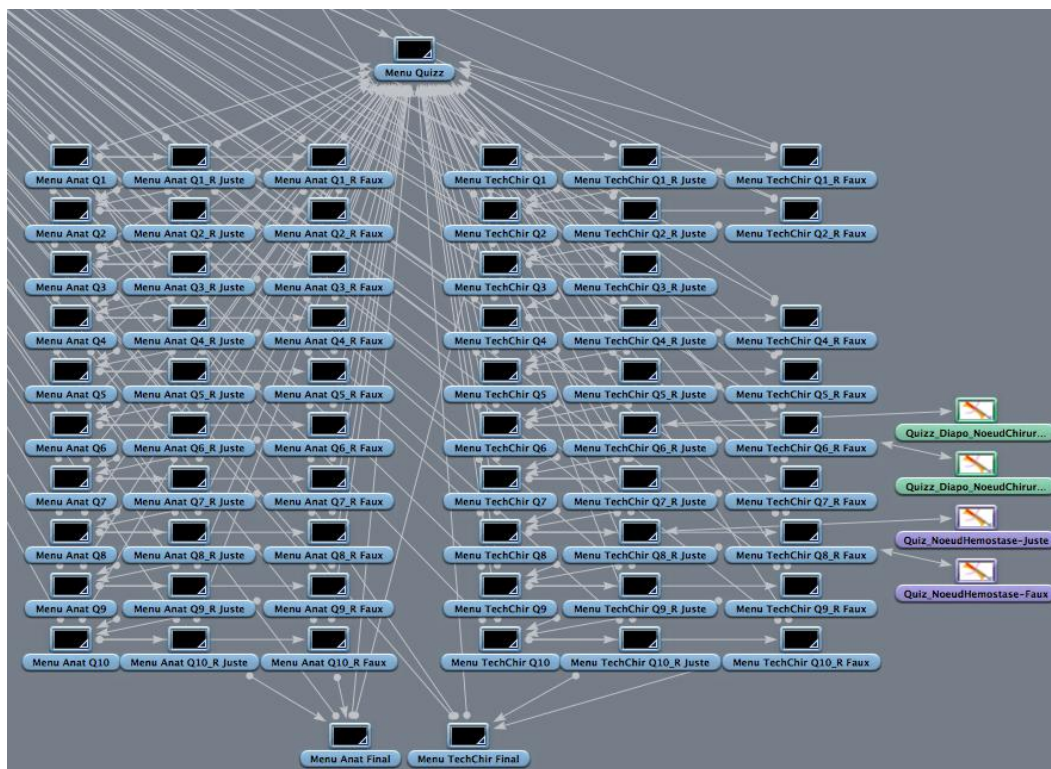 Menu Quizz
Menu Anat Q1 Menu Anat Q1_R Juste Menu Anat Q1_R Faux Menu TechChir Q1 Menu TechChir Q1_R Juste Menu TechChir Q1_R Faux
Menu Anat Q2 Menu Anat Q2_R Juste Menu Anat Q2_R Faux Menu TechChir Q2 Menu TechChir Q2_R Juste Menu TechChir Q2_R Faux
Menu Anat Q3 Menu Anat Q3_R Juste Menu Anat Q3_R Faux Menu TechChir Q3 Menu TechChir Q3_R Juste
Menu Anat Q4 Menu Anat Q4_R Juste Menu Anat Q4_R Faux Menu TechChir Q4 Menu TechChir Q4_R Juste Menu TechChir Q4_R Faux
Menu Anat Q5 Menu Anat Q5_R Juste Menu Anat Q5_R Faux Menu TechChir Q5 Menu TechChir Q5_R Juste Menu TechChir Q5_R Faux
Quizz_Diapo_NoeudChirur...
Menu Anat Q6 Menu Anat Q6_R Juste Menu Anat Q6_R Faux Menu TechChir Q6 Menu TechChir Q6_R Juste Menu TechChir Q6_R Faux
Quizz_Diapo_NoeudChirur...
Menu Anat Q7 Menu Anat Q7_R Juste Menu Anat Q7_R Faux Menu TechChir Q7 Menu TechChir Q7_R Juste Menu TechChir Q7_R Faux
Quiz_NoeudHemostase-Juste
Menu Anat Q8 Menu Anat Q8_R Juste Menu Anat Q8_R Faux Menu TechChir Q8 Menu TechChir Q8_R Juste Menu TechChir Q8_R Faux
Quiz_NoeudHemostase-Faux
Menu Anat Q9 Menu Anat Q9_R Juste Menu Anat Q9_R Faux Menu TechChir Q9 Menu TechChir Q9_R Juste Menu TechChir Q9_R Faux
Menu Anat Q10 Menu Anat Q10_R Juste Menu Anat Q10_R Faux Menu TechChir Q10 Menu TechChir Q10_R Juste Menu TechChir Q10_R Faux
Menu Anat Final Menu TechChir Final